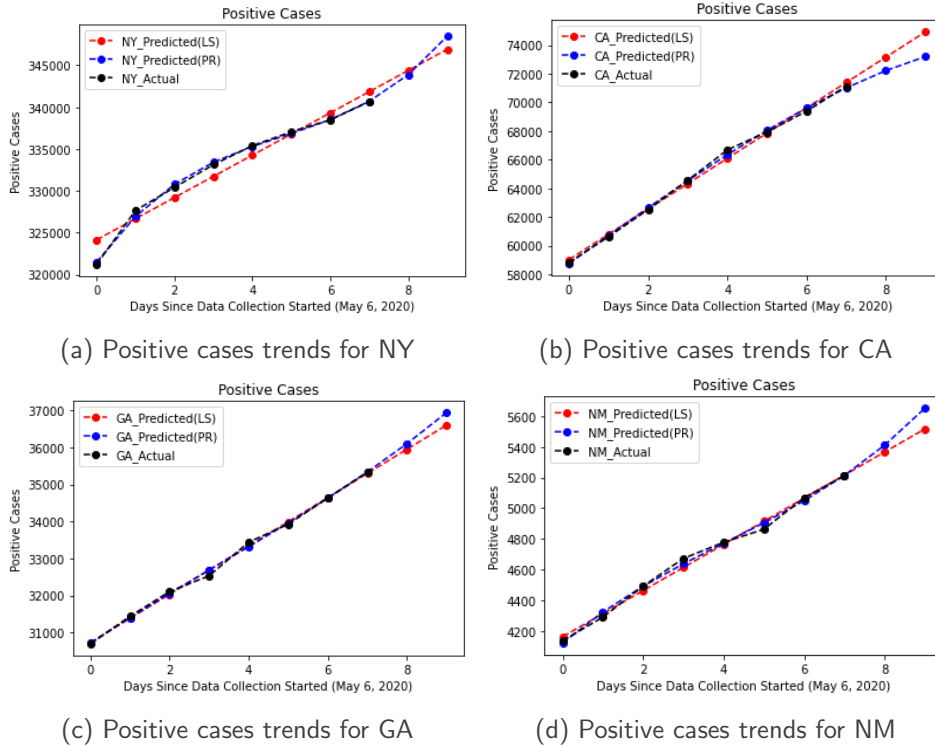 Positive Cases
NY_Predicted(LS)
NY_Predicted(PR)
NY_Actual
Positive Cases
345000
340000
335000
330000
325000
320000
0 2 4 6 8
Days Since Data Collection Started (May 6, 2020)
(a) Positive cases trends for NY
Positive Cases
CA_Predicted(LS)
CA_Predicted(PR)
CA_Actual
Positive Cases
74000
72000
70000
68000
66000
64000
62000
60000
58000
0 2 4 6 8
Days Since Data Collection Started (May 6, 2020)
(b) Positive cases trends for CA
Positive Cases
GA_Predicted(LS)
GA_Predicted(PR)
GA_Actual
Positive Cases
37000
36000
35000
34000
33000
32000
31000
0 2 4 6 8
Days Since Data Collection Started (May 6, 2020)
(c) Positive cases trends for GA
Positive Cases
NM_Predicted(LS)
NM_Predicted(PR)
NM_Actual
Positive Cases
5600
5400
5200
5000
4800
4600
4400
4200
0 2 4 6 8
Days Since Data Collection Started (May 6, 2020)
(d) Positive cases trends for NM